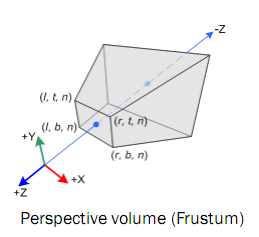 -Z
(l, t, n)
(r, t, n)
(l, b, n)
+Y
(r, b, n)
+X
+Z
Perspective volume (Frustum)